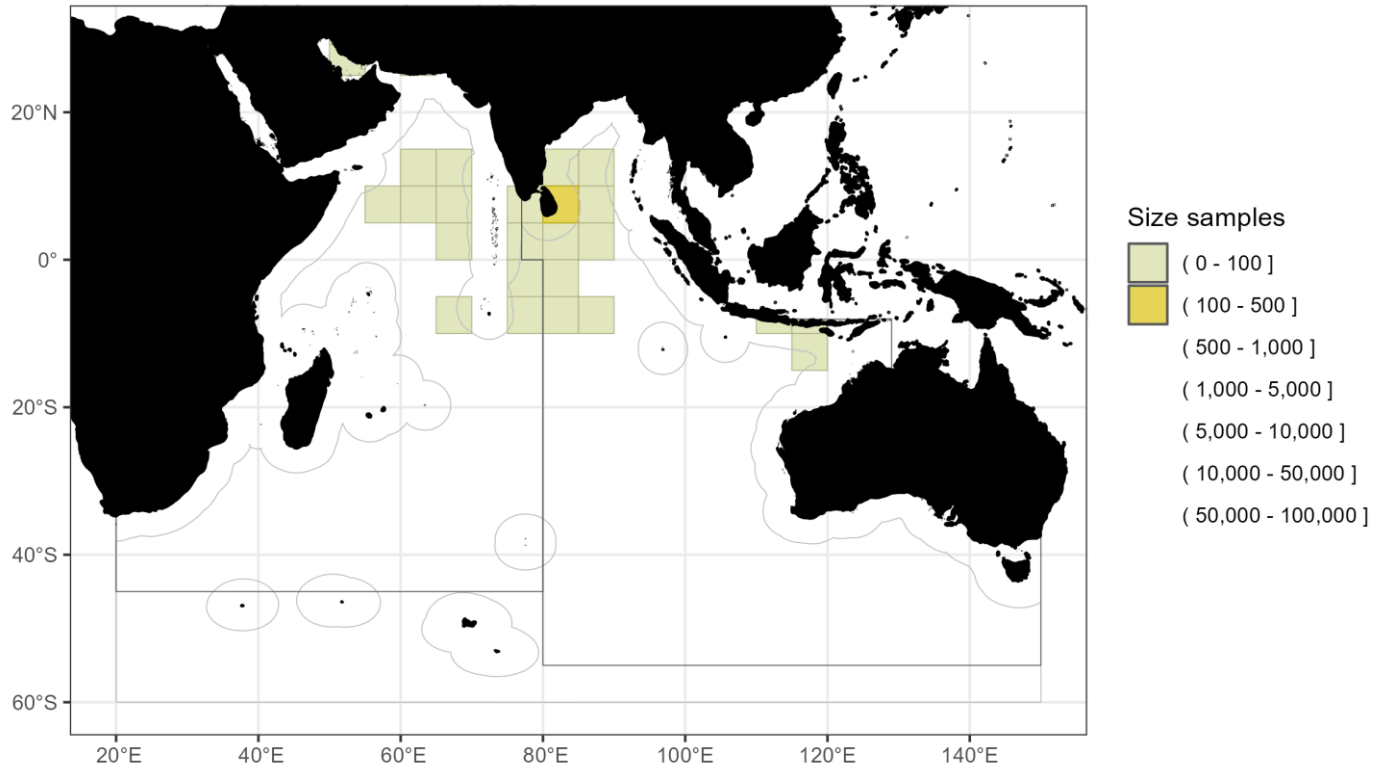 20°N
0°
20°S
40°S
60°S
20°E
40°E
60°E
80°E
100°E
120°E
140°E
Size samples
( 0 - 100 ]
( 100 - 500 ]
( 500 - 1,000 ]
( 1,000 - 5,000 ]
( 5,000 - 10,000 ]
( 10,000 - 50,000 ]
( 50,000 - 100,000 ]